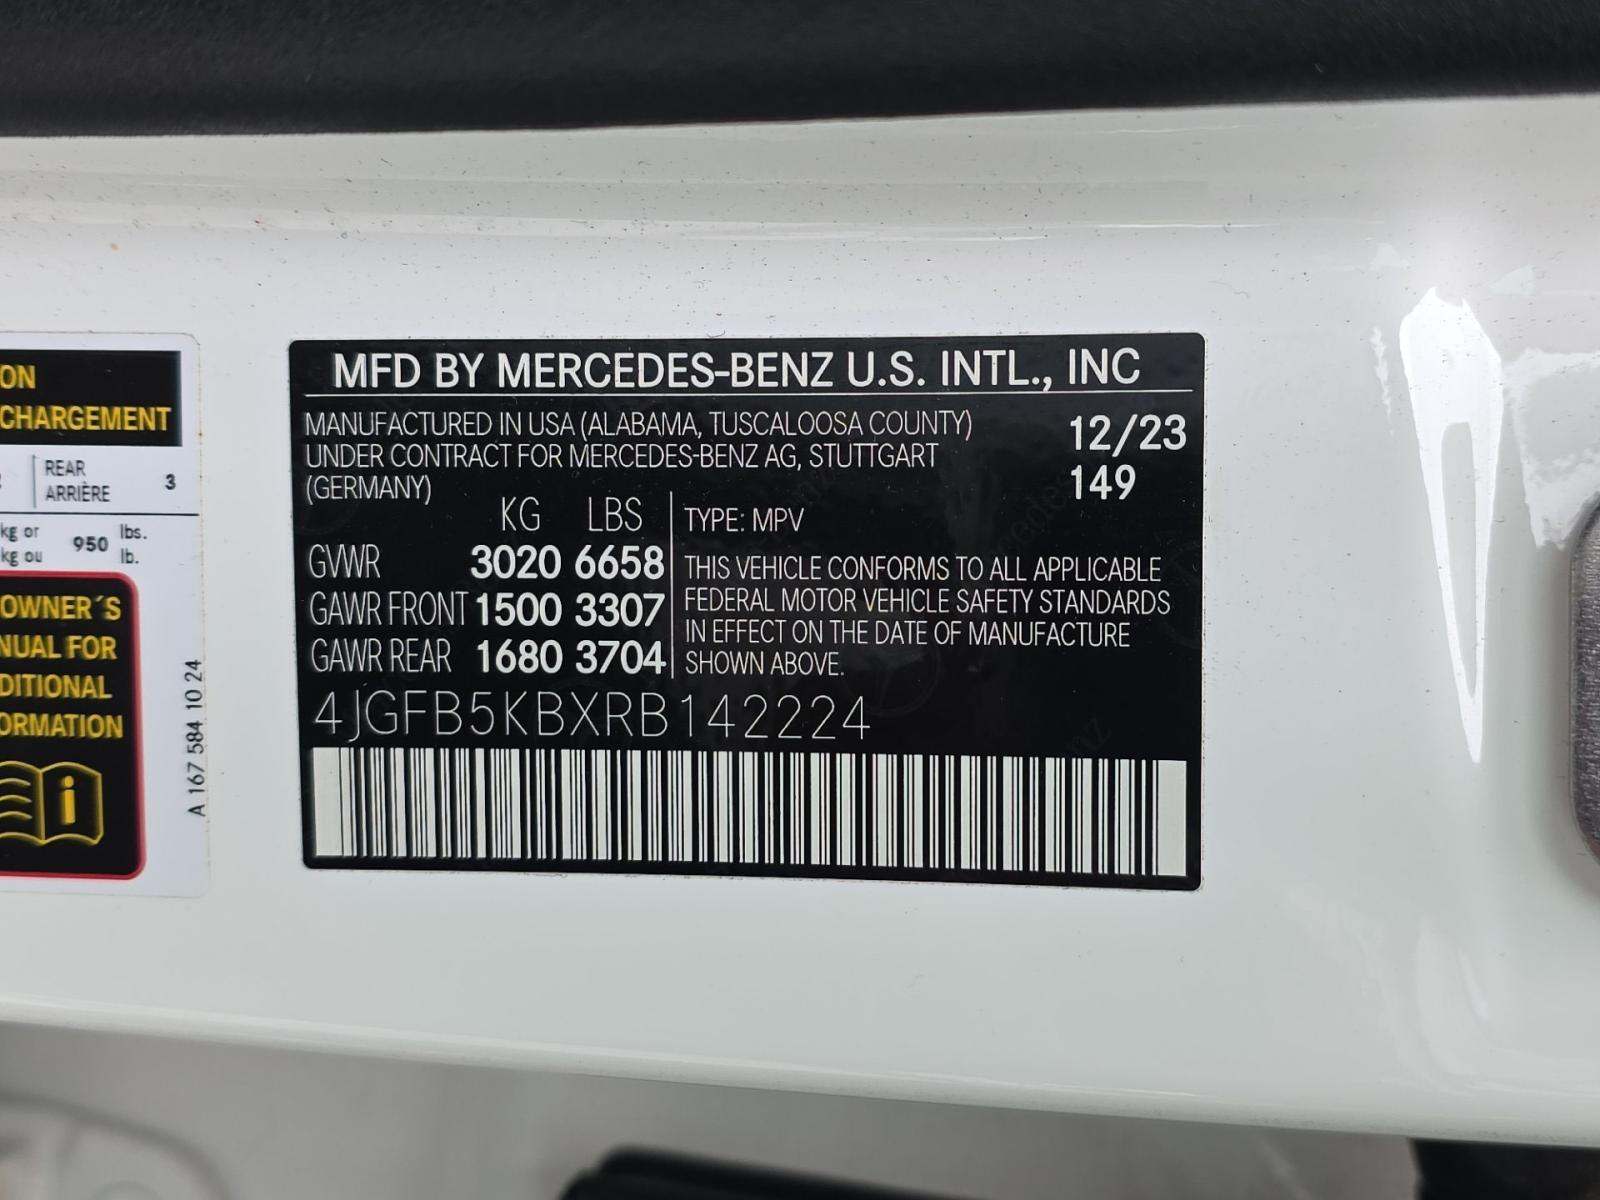 ON
CHARGEMENT
REAR
ARRIÈRE 3
kg or lbs.
kg ou 950 lb.
OWNER´S
NUAL FOR
DITIONAL
ORMATION
A 167 584 10 24
MFD BY MERCEDES-BENZ U.S. INTL., INC
MANUFACTURED IN USA (ALABAMA, TUSCALOOSA COUNTY) 12/23
UNDER CONTRACT FOR MERCEDES-BENZ AG, STUTTGART
(GERMANY) 149
KG LBS
GVWR 3020 6658
GAWR FRONT 1500 3307
GAWR REAR 1680 3704
TYPE: MPV
THIS VEHICLE CONFORMS TO ALL APPLICABLE
FEDERAL MOTOR VEHICLE SAFETY STANDARDS
IN EFFECT ON THE DATE OF MANUFACTURE
SHOWN ABOVE.
4JGFB5KBXRB142224